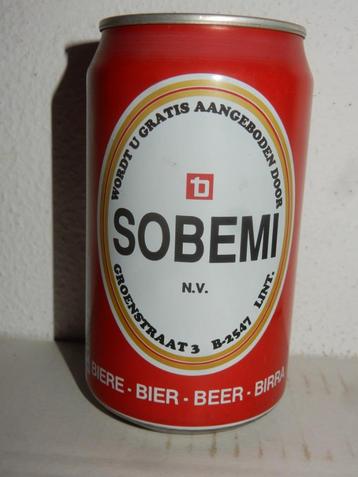 WORDT U GRATIS AANGEBODEN DOOR
b
SOBEMI
N.V.
GROENSTRAAT 3 B-2547 LINT.
BIERE - BIER - BEER - BIRRA